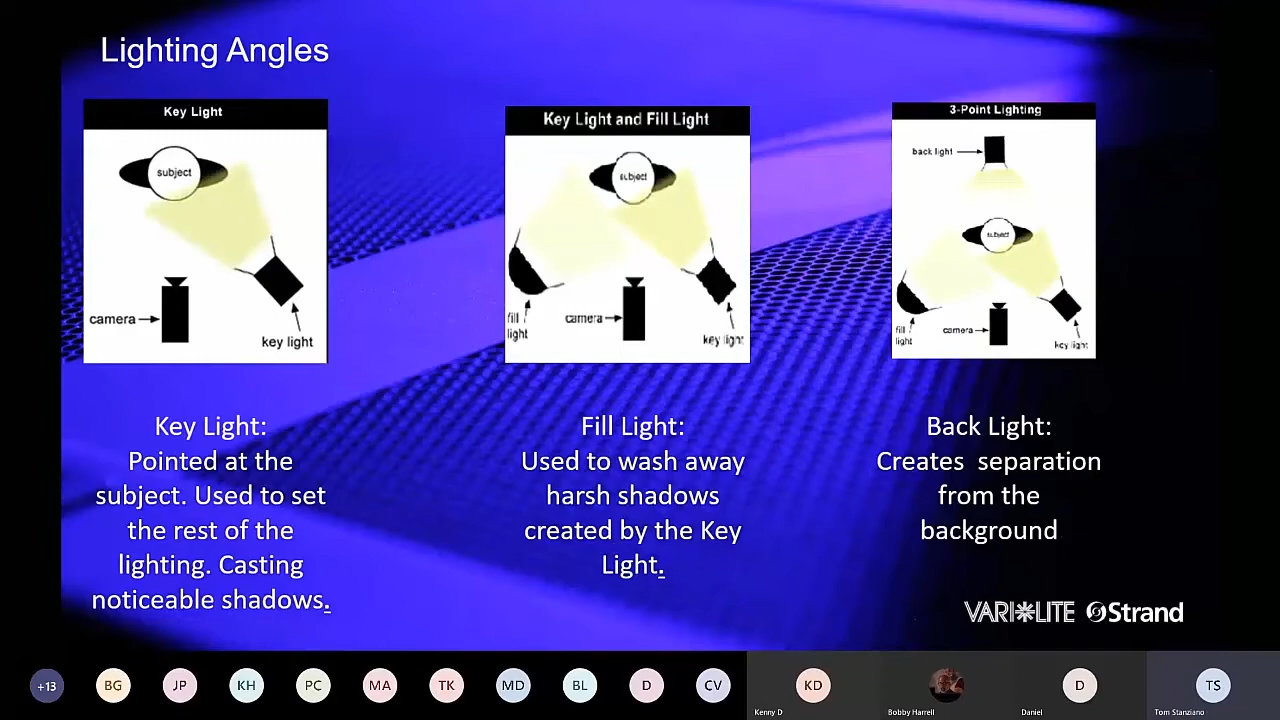 Lighting Angles
Key Light
subject
camera
key light
Key Light and Fill Light
subject
fill
light
camera
key light
3-Point Lighting
back light
subject
fill
light
camera
key light
Key Light:
Pointed at the
subject. Used to set
the rest of the
lighting. Casting
noticeable shadows.
Fill Light:
Used to wash away
harsh shadows
created by the Key
Light.
Back Light:
Creates separation
from the
background
VARI*LITE Strand
+13 BG JP KH PC MA TK MD BL D CV KD D TS
Kenny D Bobby Harrell Daniel Tom Stanziano